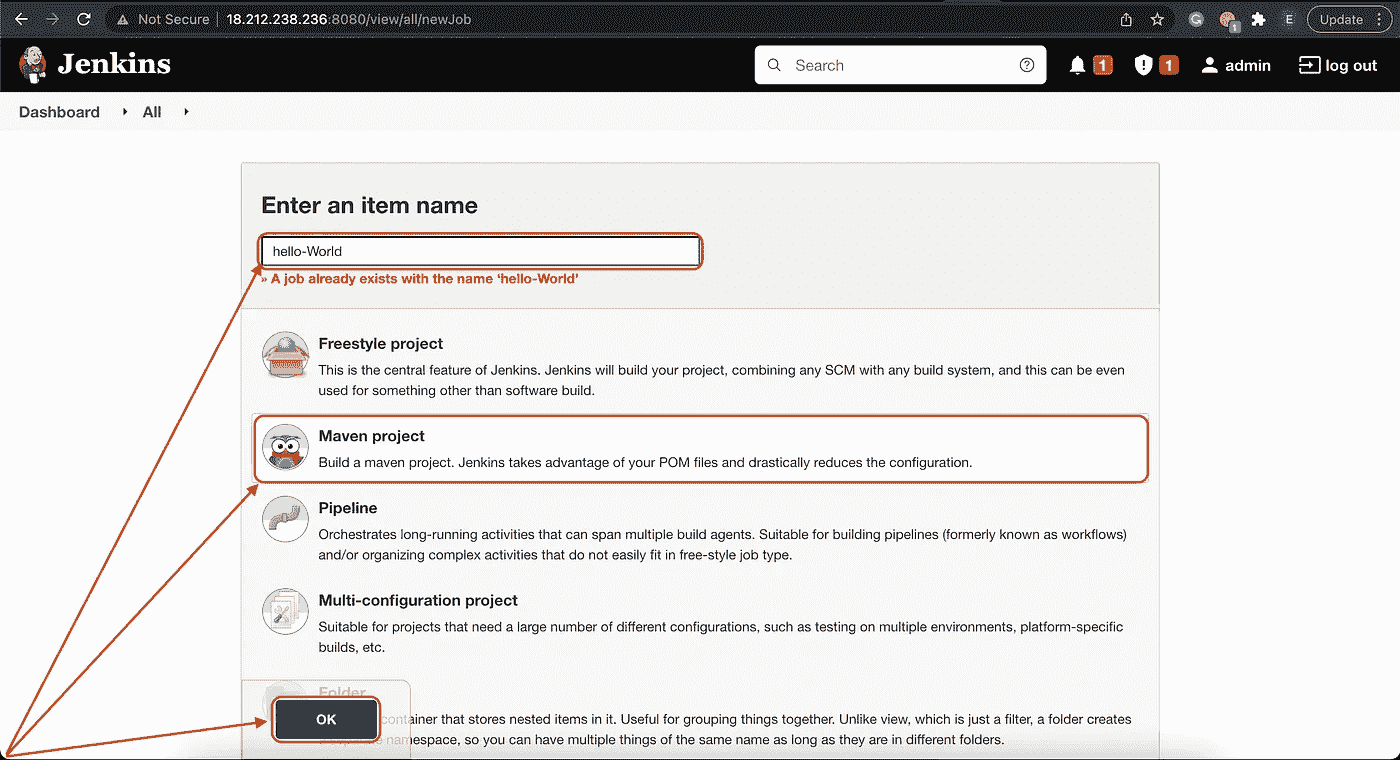 Not Secure 18.212.238.236:8080/view/all/newJob
G 1 E Update
Jenkins
Search
1
1
admin
log out
Dashboard All
Enter an item name
hello-World
» A job already exists with the name ‘hello-World’
Freestyle project
This is the central feature of Jenkins. Jenkins will build your project, combining any SCM with any build system, and this can be even
used for something other than software build.
Maven project
Build a maven project. Jenkins takes advantage of your POM files and drastically reduces the configuration.
Pipeline
Orchestrates long-running activities that can span multiple build agents. Suitable for building pipelines (formerly known as workflows)
and/or organizing complex activities that do not easily fit in free-style job type.
Multi-configuration project
Suitable for projects that need a large number of different configurations, such as testing on multiple environments, platform-specific
builds, etc.
Folder
OK
container that stores nested items in it. Useful for grouping things together. Unlike view, which is just a filter, a folder creates
namespace, so you can have multiple things of the same name as long as they are in different folders.